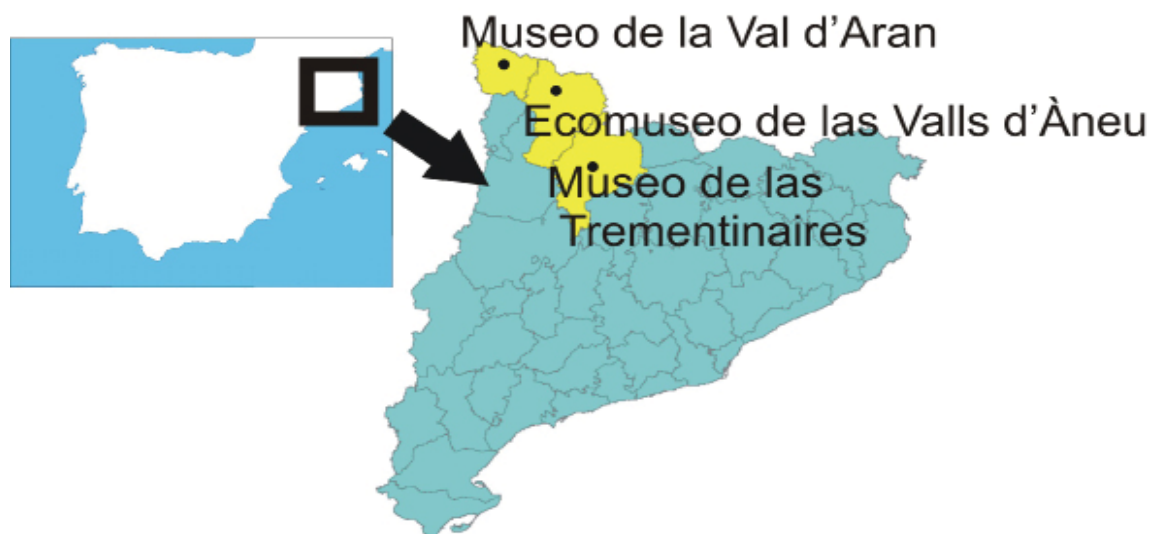 Museo de la Val d'Aran
Ecomuseo de las Valls d'Àneu
Museo de las
Trementinaires